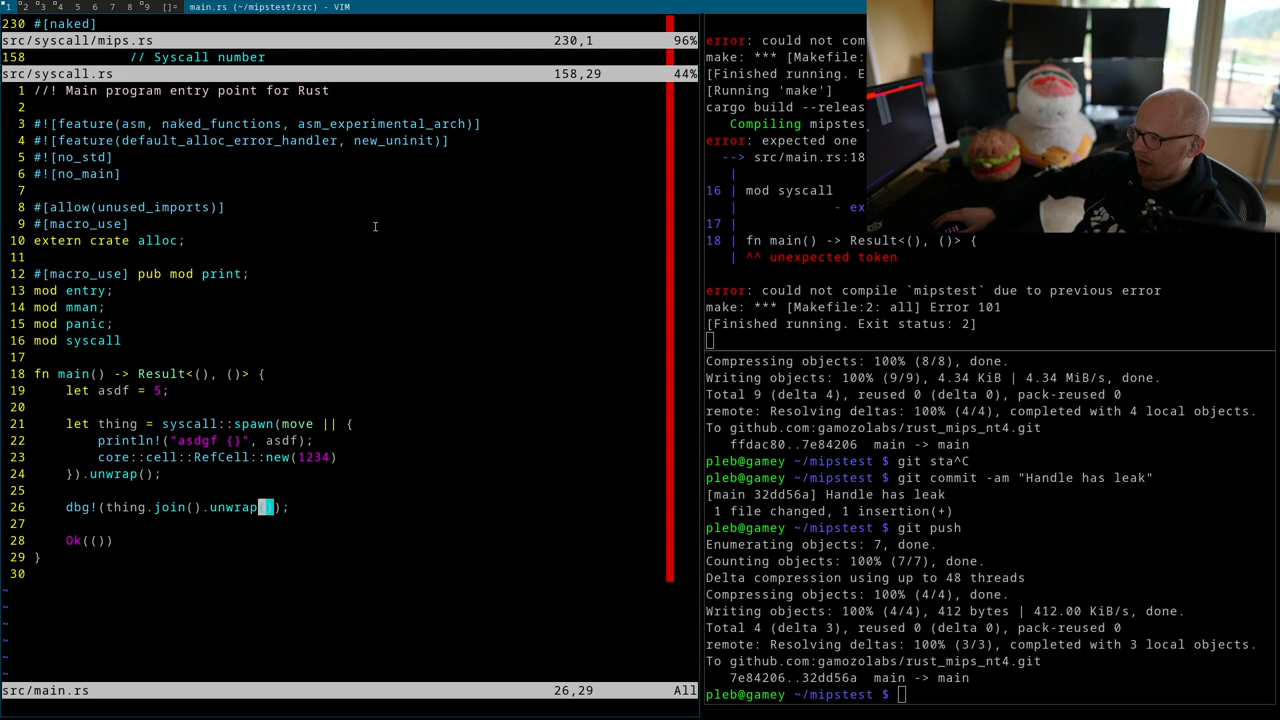 1 2 3 4 5 6 7 8 9 []= main.rs (~/mipstest/src) - VIM
230 #[naked]
src/syscall/mips.rs 230,1 96%
158 // Syscall number
src/syscall.rs 158,29 44%
1 //! Main program entry point for Rust
2
3 #![feature(asm, naked_functions, asm_experimental_arch)]
4 #![feature(default_alloc_error_handler, new_uninit)]
5 #![no_std]
6 #![no_main]
7
8 #[allow(unused_imports)]
9 #[macro_use]
10 extern crate alloc;
11
12 #[macro_use] pub mod print;
13 mod entry;
14 mod mman;
15 mod panic;
16 mod syscall
17
18 fn main() -> Result<(), ()> {
19 let asdf = 5;
20
21 let thing = syscall::spawn(move || {
22 println!("asdgf {}", asdf);
23 core::cell::RefCell::new(1234)
24 }).unwrap();
25
26 dbg!(thing.join().unwrap());
27
28 Ok(())
29 }
30
~
~
~
~
~
~
src/main.rs 26,29 All
error: could not com
make: *** [Makefile:
[Finished running. E
[Running 'make']
cargo build --releas
Compiling mipstes
error: expected one
--> src/main.rs:18
|
16 | mod syscall
| - ex
17 |
18 | fn main() -> Result<(), ()> {
| ^^ unexpected token
error: could not compile `mipstest` due to previous error
make: *** [Makefile:2: all] Error 101
[Finished running. Exit status: 2]
Compressing objects: 100% (8/8), done.
Writing objects: 100% (9/9), 4.34 KiB | 4.34 MiB/s, done.
Total 9 (delta 4), reused 0 (delta 0), pack-reused 0
remote: Resolving deltas: 100% (4/4), completed with 4 local objects.
To github.com:gamozolabs/rust_mips_nt4.git
ffdac80..7e84206 main -> main
pleb@gamey ~/mipstest $ git sta^C
pleb@gamey ~/mipstest $ git commit -am "Handle has leak"
[main 32dd56a] Handle has leak
1 file changed, 1 insertion(+)
pleb@gamey ~/mipstest $ git push
Enumerating objects: 7, done.
Counting objects: 100% (7/7), done.
Delta compression using up to 48 threads
Compressing objects: 100% (4/4), done.
Writing objects: 100% (4/4), 412 bytes | 412.00 KiB/s, done.
Total 4 (delta 3), reused 0 (delta 0), pack-reused 0
remote: Resolving deltas: 100% (3/3), completed with 3 local objects.
To github.com:gamozolabs/rust_mips_nt4.git
7e84206..32dd56a main -> main
pleb@gamey ~/mipstest $